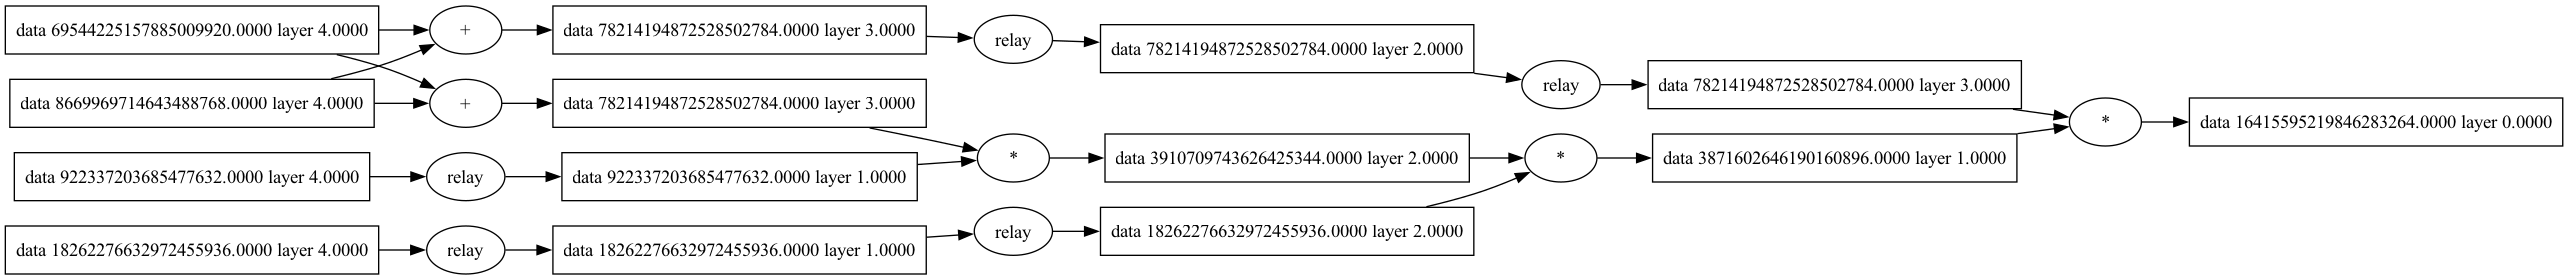 data 69544225157885009920.0000 layer 4.0000
+
data 78214194872528502784.0000 layer 3.0000
relay
data 78214194872528502784.0000 layer 2.0000
relay
data 78214194872528502784.0000 layer 3.0000
data 8669969714643488768.0000 layer 4.0000
+
data 78214194872528502784.0000 layer 3.0000
*
data 16415595219846283264.0000 layer 0.0000
data 922337203685477632.0000 layer 4.0000
relay
data 922337203685477632.0000 layer 1.0000
*
data 3910709743626425344.0000 layer 2.0000
*
data 3871602646190160896.0000 layer 1.0000
data 18262276632972455936.0000 layer 4.0000
relay
data 18262276632972455936.0000 layer 1.0000
relay
data 18262276632972455936.0000 layer 2.0000